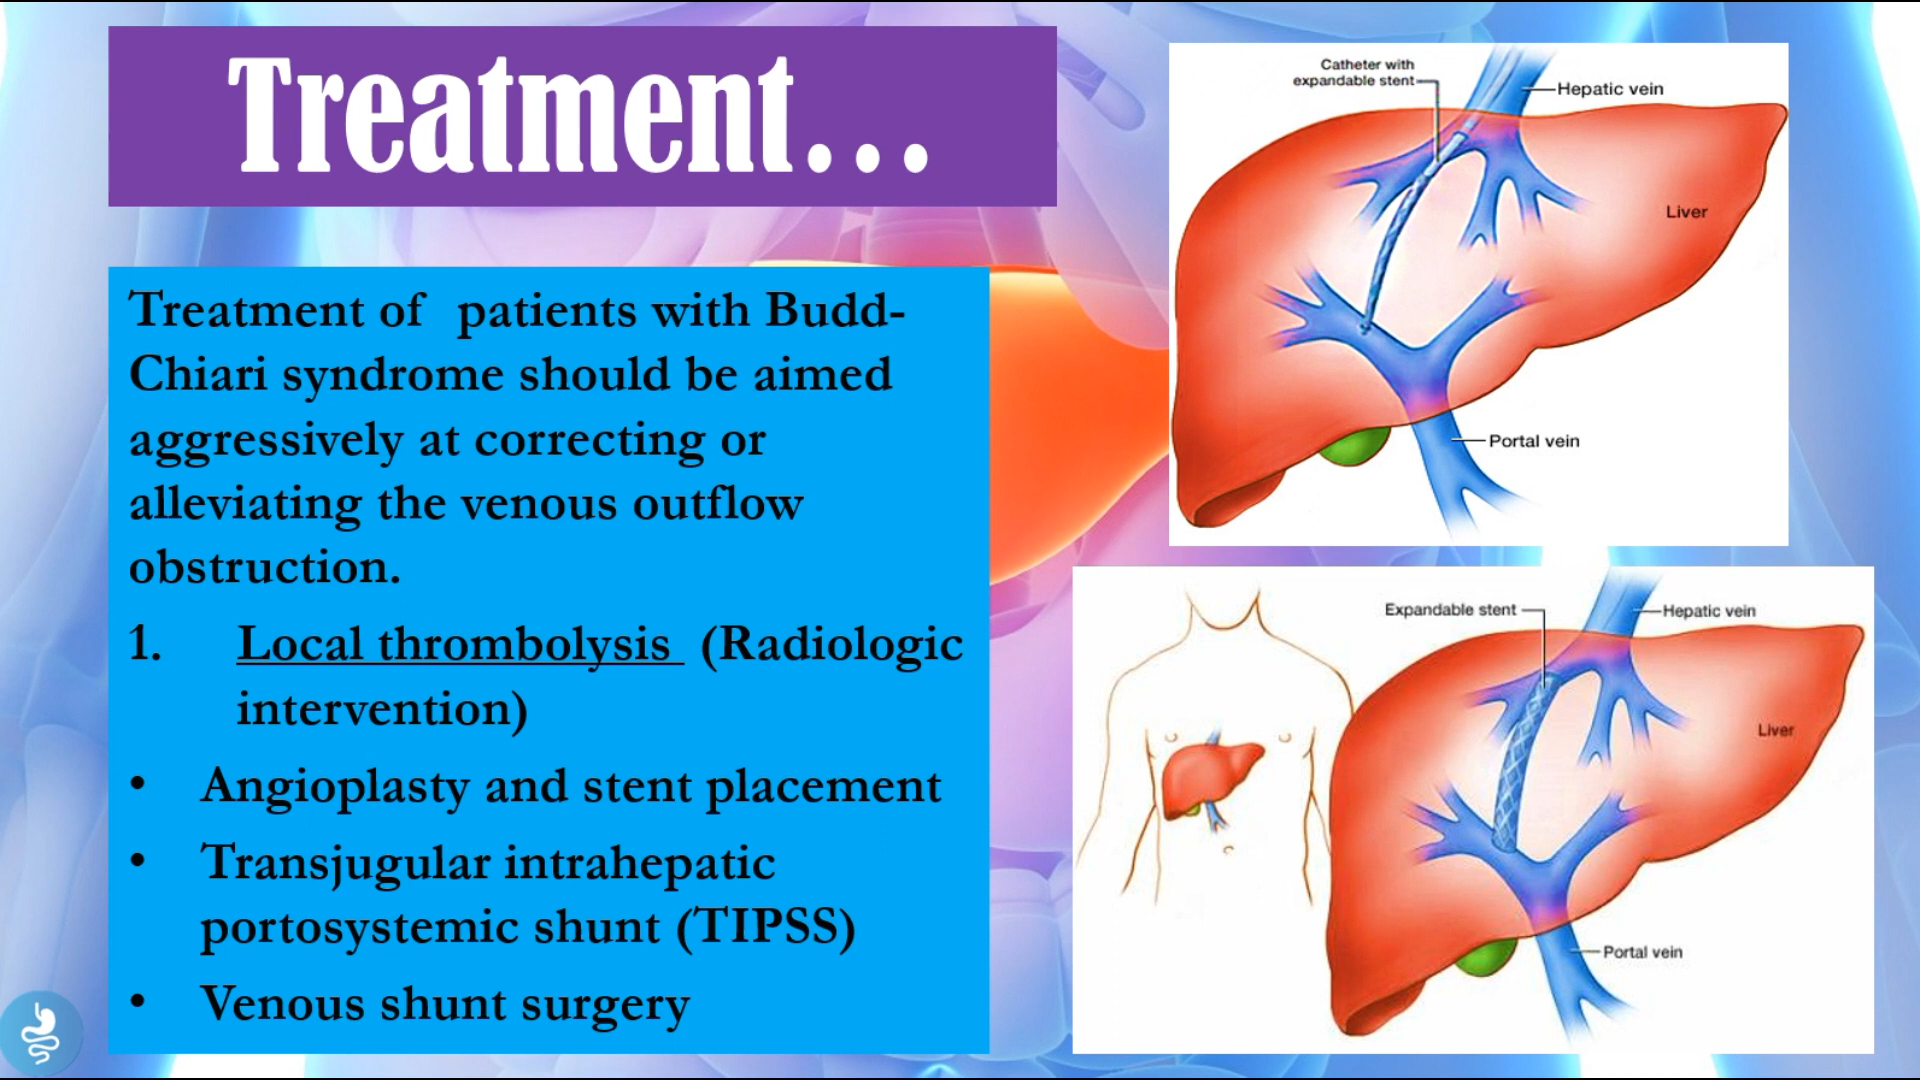 Treatment...
Treatment of  patients with Budd-
Chiari syndrome should be aimed
aggressively at correcting or
alleviating the venous outflow
obstruction.
1. Local thrombolysis  (Radiologic
intervention)
• Angioplasty and stent placement
• Transjugular intrahepatic
portosystemic shunt (TIPSS)
• Venous shunt surgery
Catheter with
expandable stent
Hepatic vein
Liver
Portal vein
Expandable stent
Hepatic vein
Liver
Portal vein